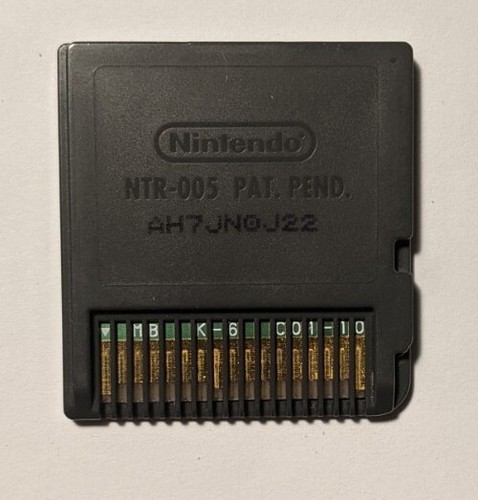 Nintendo
NTR-005 PAT. PEND.
AH7JN0J22
▼ MB K-6 C01-10